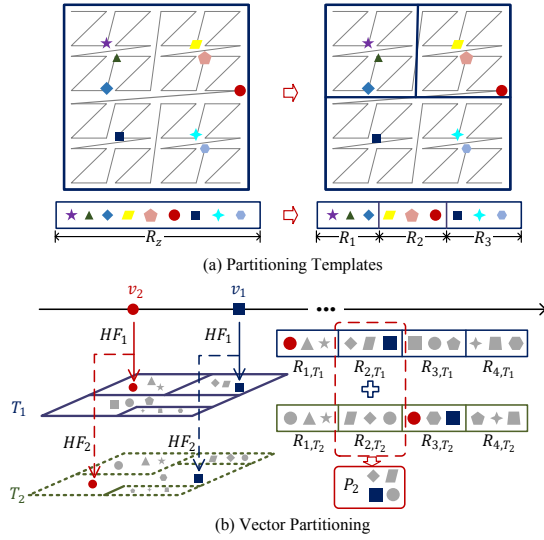 R_z
R_1 R_2 R_3
(a) Partitioning Templates
v_2 v_1 •••
HF_1 HF_1
R_{1,T_1} R_{2,T_1} R_{3,T_1} R_{4,T_1}
T_1
HF_2 HF_2
R_{1,T_2} R_{2,T_2} R_{3,T_2} R_{4,T_2}
T_2
P_2
(b) Vector Partitioning